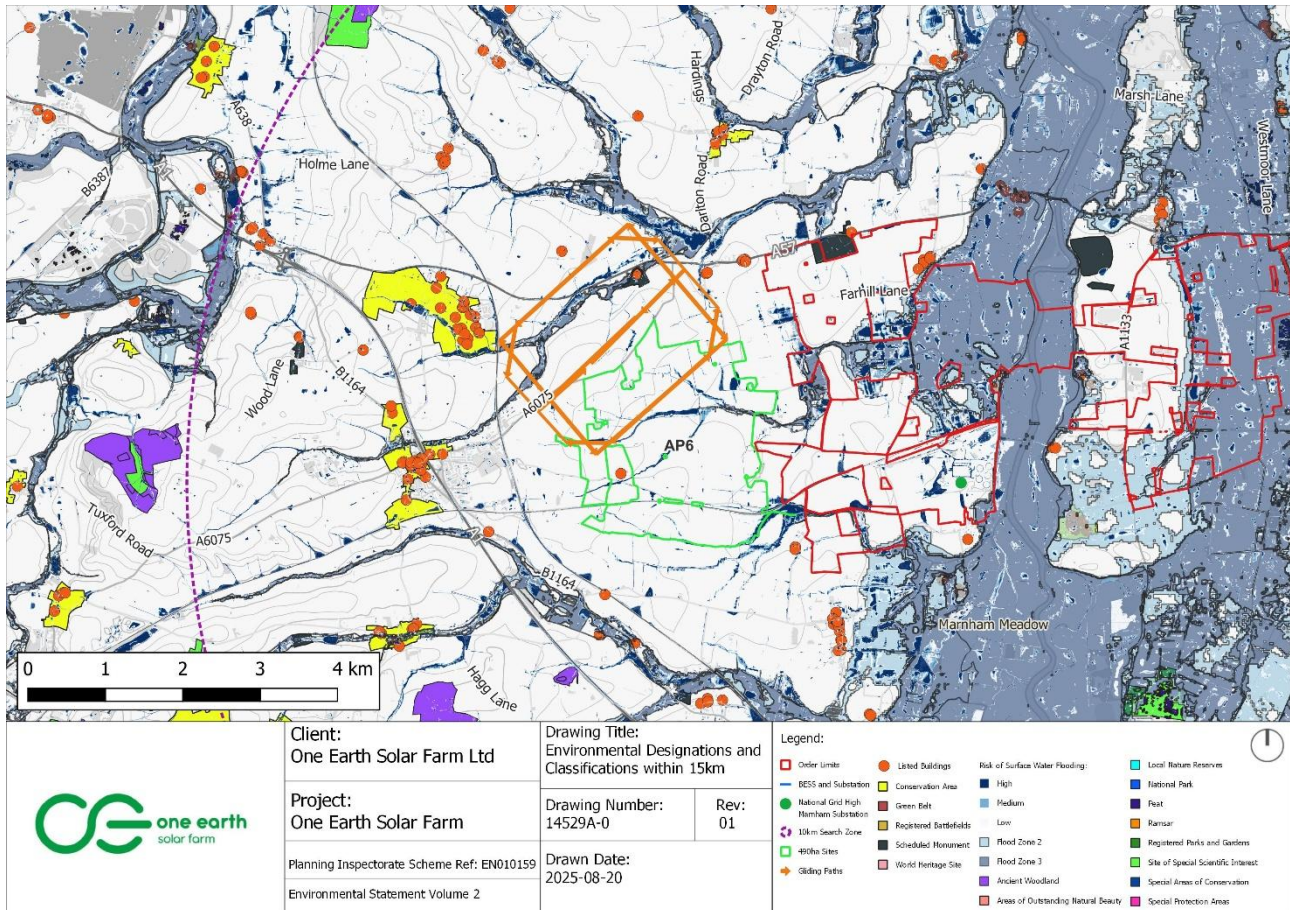 Hardings
Drayton Road
Marsh Lane
Westmoor Lane
A638
B6387
A1
Holme Lane
Darlton Road
A57
Farhill Lane
A1133
Wood Lane
B1164
A6075
AP6
Tuxford Road
A6075
A1
B1164
Marnham Meadow
Hagg Lane
0 1 2 3 4 km
one earth
solar farm
Client:
One Earth Solar Farm Ltd
Project:
One Earth Solar Farm
Planning Inspectorate Scheme Ref: EN010159
Environmental Statement Volume 2
Drawing Title:
Environmental Designations and
Classifications within 15km
Drawing Number:
14529A-0
Rev:
01
Drawn Date:
2025-08-20
Legend:
Order Limits
BESS and Substation
National Grid High
Marnham Substation
10km Search Zone
490ha Sites
Gliding Paths
Listed Buildings
Conservation Area
Green Belt
Registered Battlefields
Scheduled Monument
World Heritage Site
Risk of Surface Water Flooding:
High
Medium
Low
Flood Zone 2
Flood Zone 3
Ancient Woodland
Areas of Outstanding Natural Beauty
Local Nature Reserves
National Park
Peat
Ramsar
Registered Parks and Gardens
Site of Special Scientific Interest
Special Areas of Conservation
Special Protection Areas